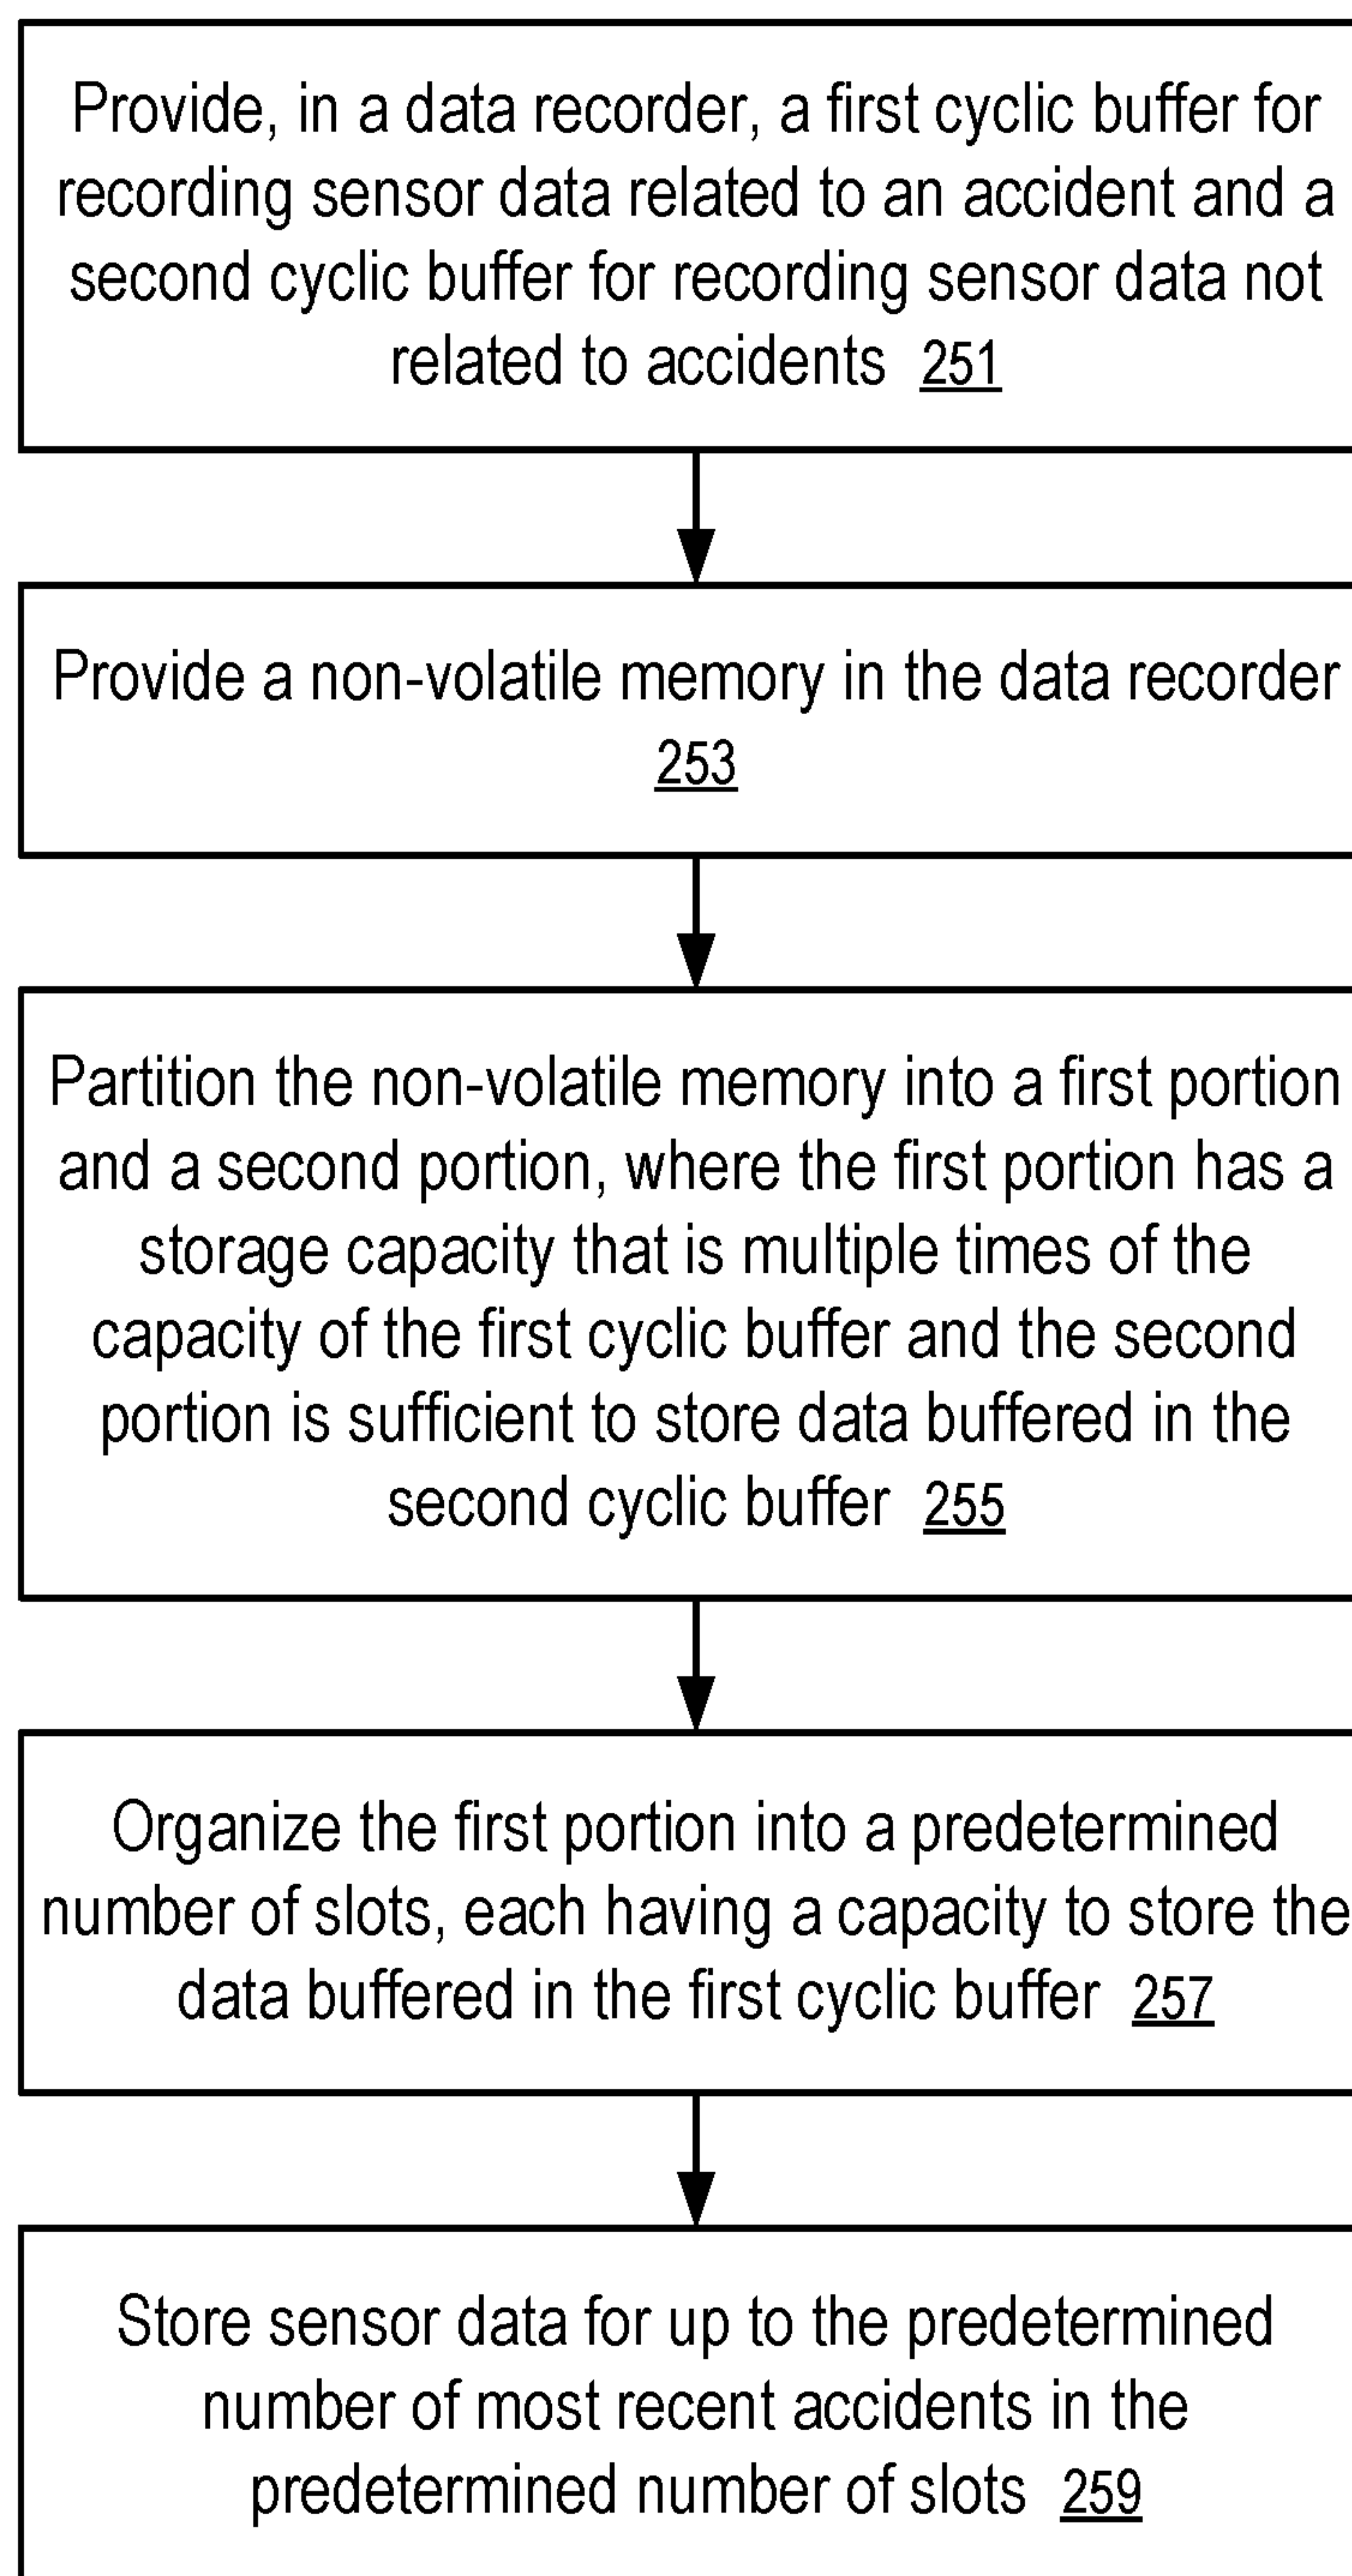 Provide, in a data recorder, a first cyclic buffer for
recording sensor data related to an accident and a
second cyclic buffer for recording sensor data not
related to accidents 251
Provide a non-volatile memory in the data recorder
253
Partition the non-volatile memory into a first portion
and a second portion, where the first portion has a
storage capacity that is multiple times of the
capacity of the first cyclic buffer and the second
portion is sufficient to store data buffered in the
second cyclic buffer 255
Organize the first portion into a predetermined
number of slots, each having a capacity to store the
data buffered in the first cyclic buffer 257
Store sensor data for up to the predetermined
number of most recent accidents in the
predetermined number of slots 259